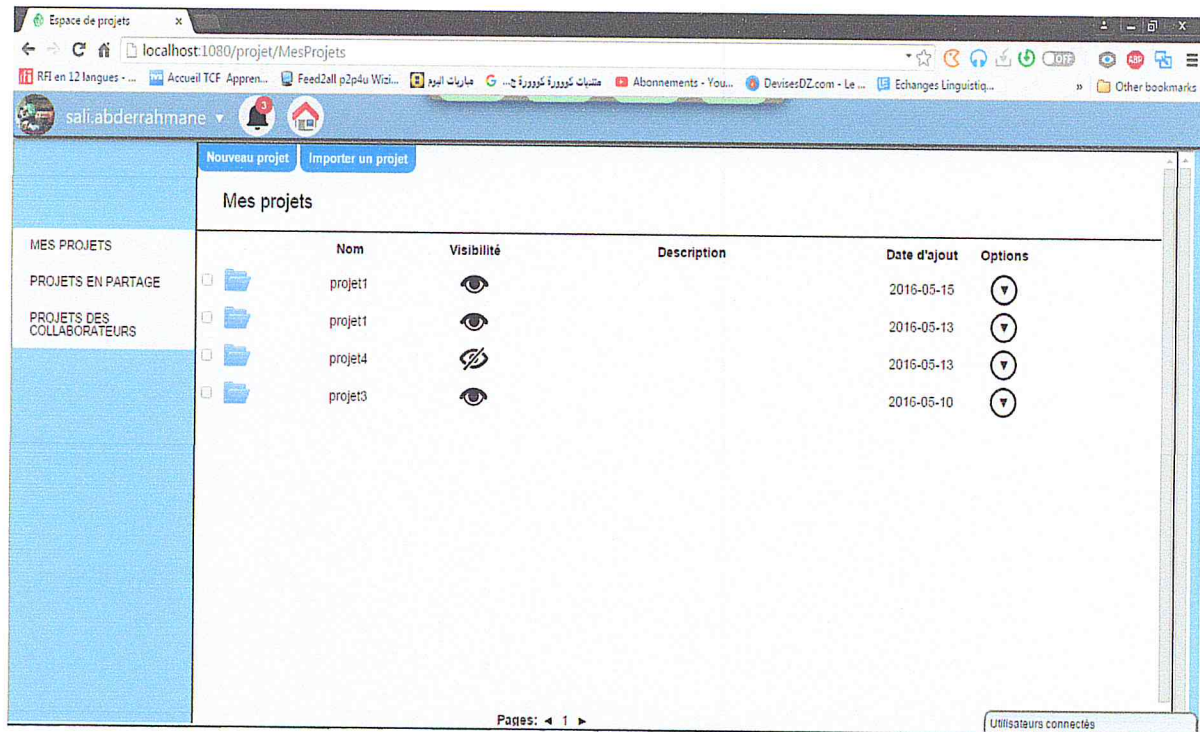 Espace de projets
localhost:1080/projet/MesProjets
RFI en 12 langues - ... Accueil TCF Appren... Feed2all p2p4u Wizi... مباريات اليوم منتديات كووورة كووورة ح... Abonnements - You... DevisesDZ.com - Le ... Echanges Linguistiq... » Other bookmarks
sali.abderrahmane 3
Nouveau projet Importer un projet
Mes projets
MES PROJETS
PROJETS EN PARTAGE
PROJETS DES
COLLABORATEURS
Nom Visibilité Description Date d'ajout Options
projet1 2016-05-15
projet1 2016-05-13
projet4 2016-05-13
projet3 2016-05-10
Pages: ◄ 1 ►
Utilisateurs connectés